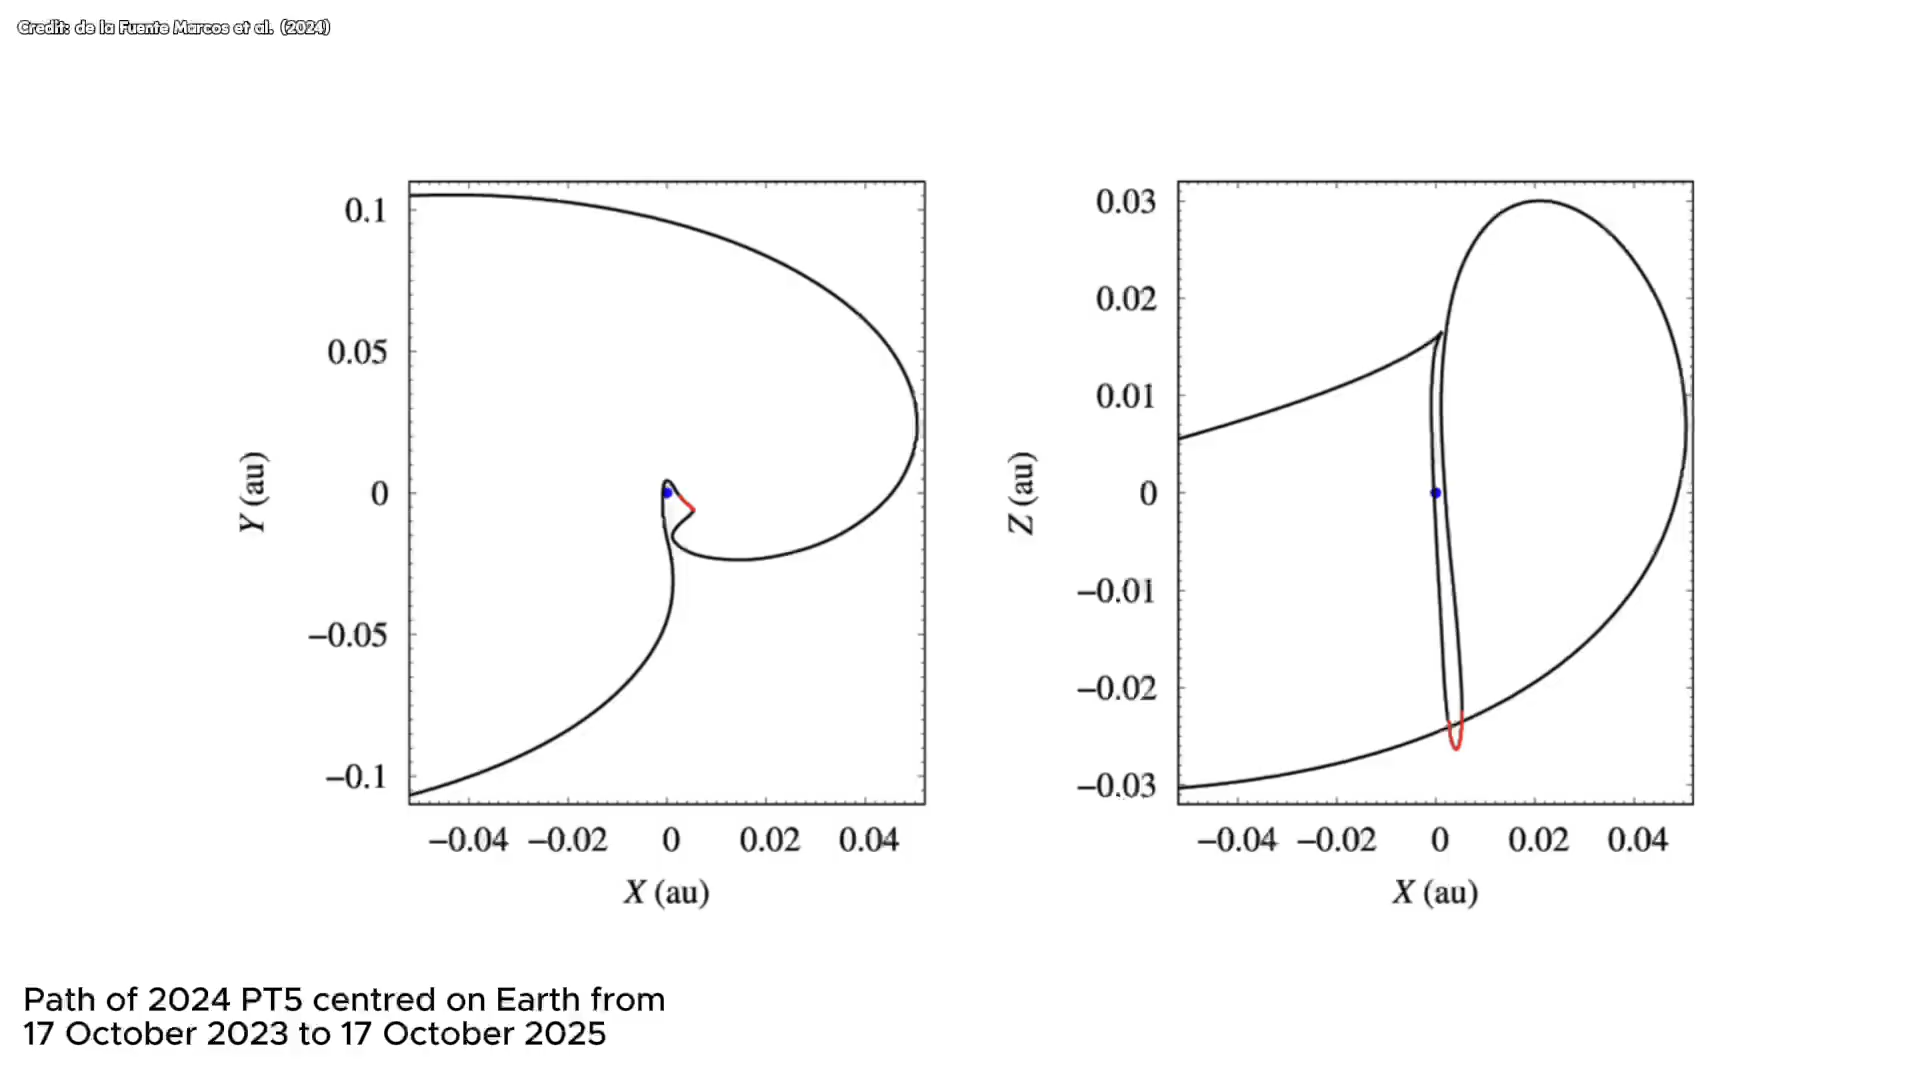 Credit: de la Fuente Marcos et al. (2024)
0.1
0.05
0
−0.05
−0.1
Y (au)
−0.04 −0.02 0 0.02 0.04
X (au)
0.03
0.02
0.01
0
−0.01
−0.02
−0.03
Z (au)
−0.04 −0.02 0 0.02 0.04
X (au)
Path of 2024 PT5 centred on Earth from
17 October 2023 to 17 October 2025